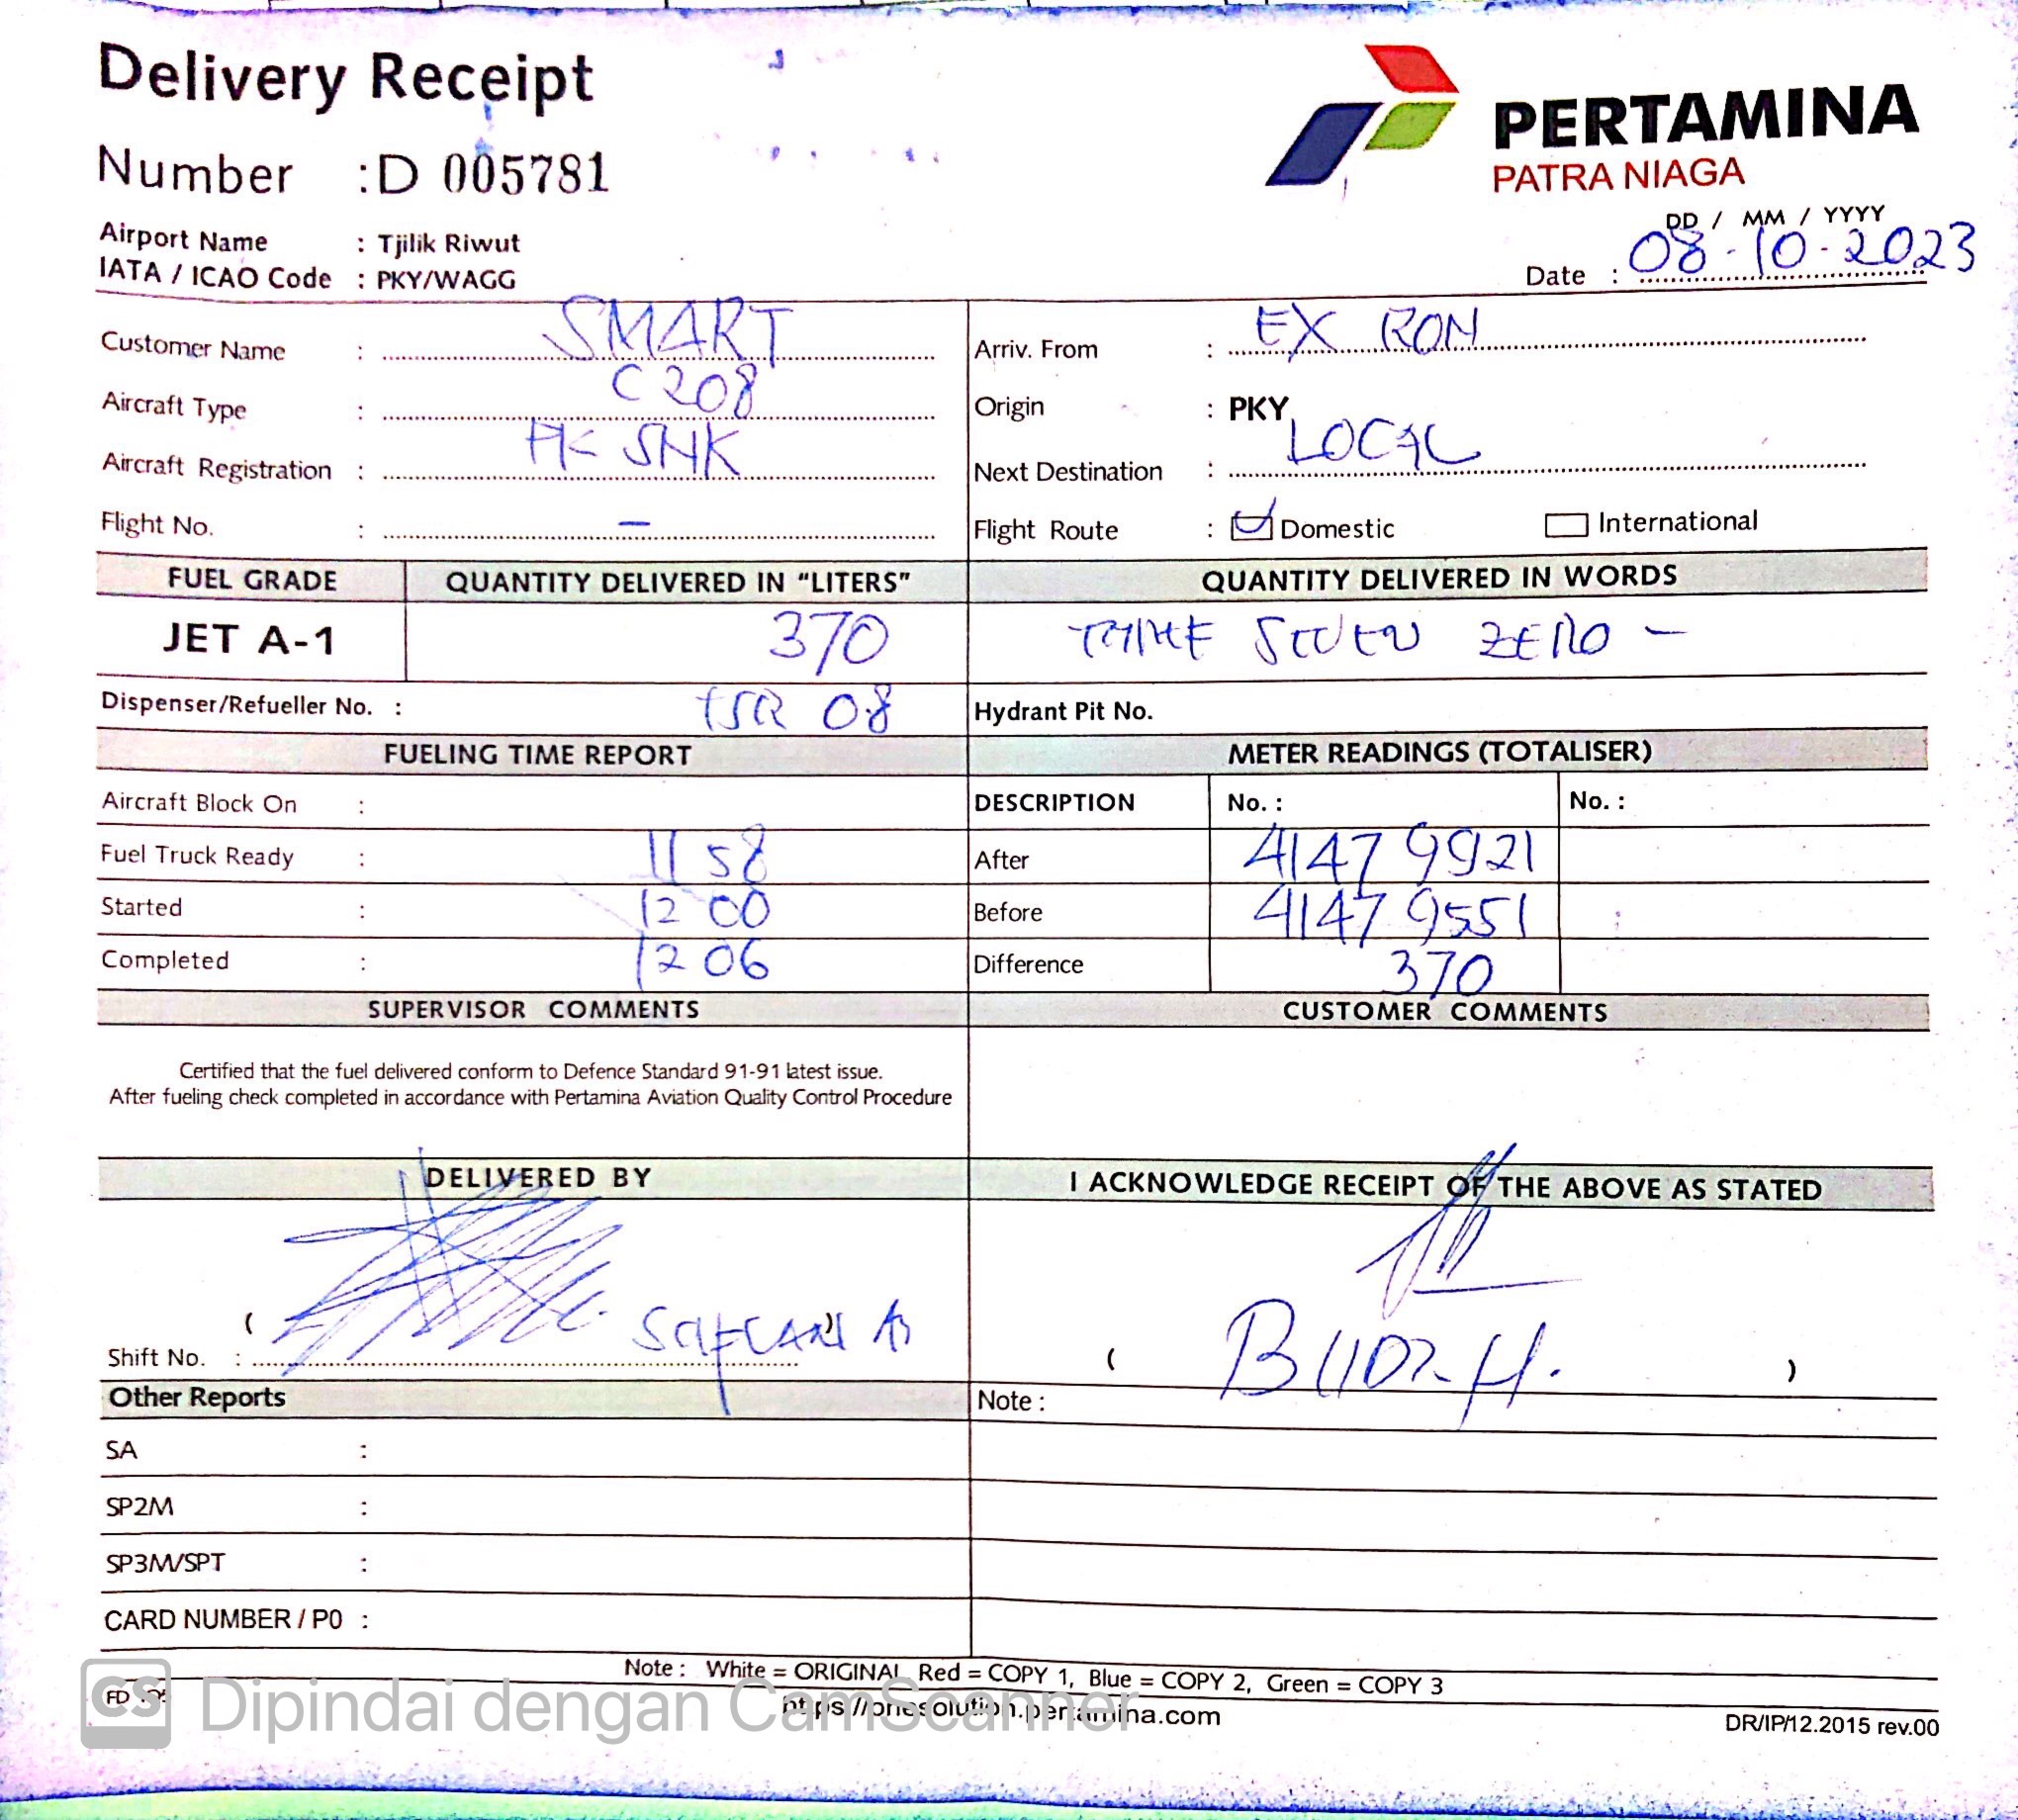 Delivery Receipt
Number : D 005781
PERTAMINA
PATRA NIAGA
Airport Name : Tjilik Riwut
IATA / ICAO Code : PKY/WAGG
DD / MM / YYYY
Date : 08-10-2023
Customer Name : SMART
Arriv. From : EX RON
Aircraft Type : C 208
Origin : PKY
Aircraft Registration : PK SNK
Next Destination : LOCAL
Flight No. : –
Flight Route : Domestic International
FUEL GRADE QUANTITY DELIVERED IN "LITERS" QUANTITY DELIVERED IN WORDS
JET A-1 370 SEVEN ZERO –
Dispenser/Refueller No. : 08
Hydrant Pit No.
FUELING TIME REPORT METER READINGS (TOTALISER)
Aircraft Block On : DESCRIPTION No. : No. :
Fuel Truck Ready : 11 58 After 4147 9921
Started : 12 00 Before 4147 9551
Completed : 12 06 Difference 370
SUPERVISOR COMMENTS CUSTOMER COMMENTS
Certified that the fuel delivered conform to Defence Standard 91-91 latest issue.
After fueling check completed in accordance with Pertamina Aviation Quality Control Procedure
DELIVERED BY I ACKNOWLEDGE RECEIPT OF THE ABOVE AS STATED
Shift No. :
Other Reports Note :
SA :
SP2M :
SP3M/SPT :
CARD NUMBER / P0 :
Note : White = ORIGINAL Red = COPY 1, Blue = COPY 2, Green = COPY 3
https://onesolution.pertamina.com
DR/IP/12.2015 rev.00
CS Dipindai dengan CamScanner